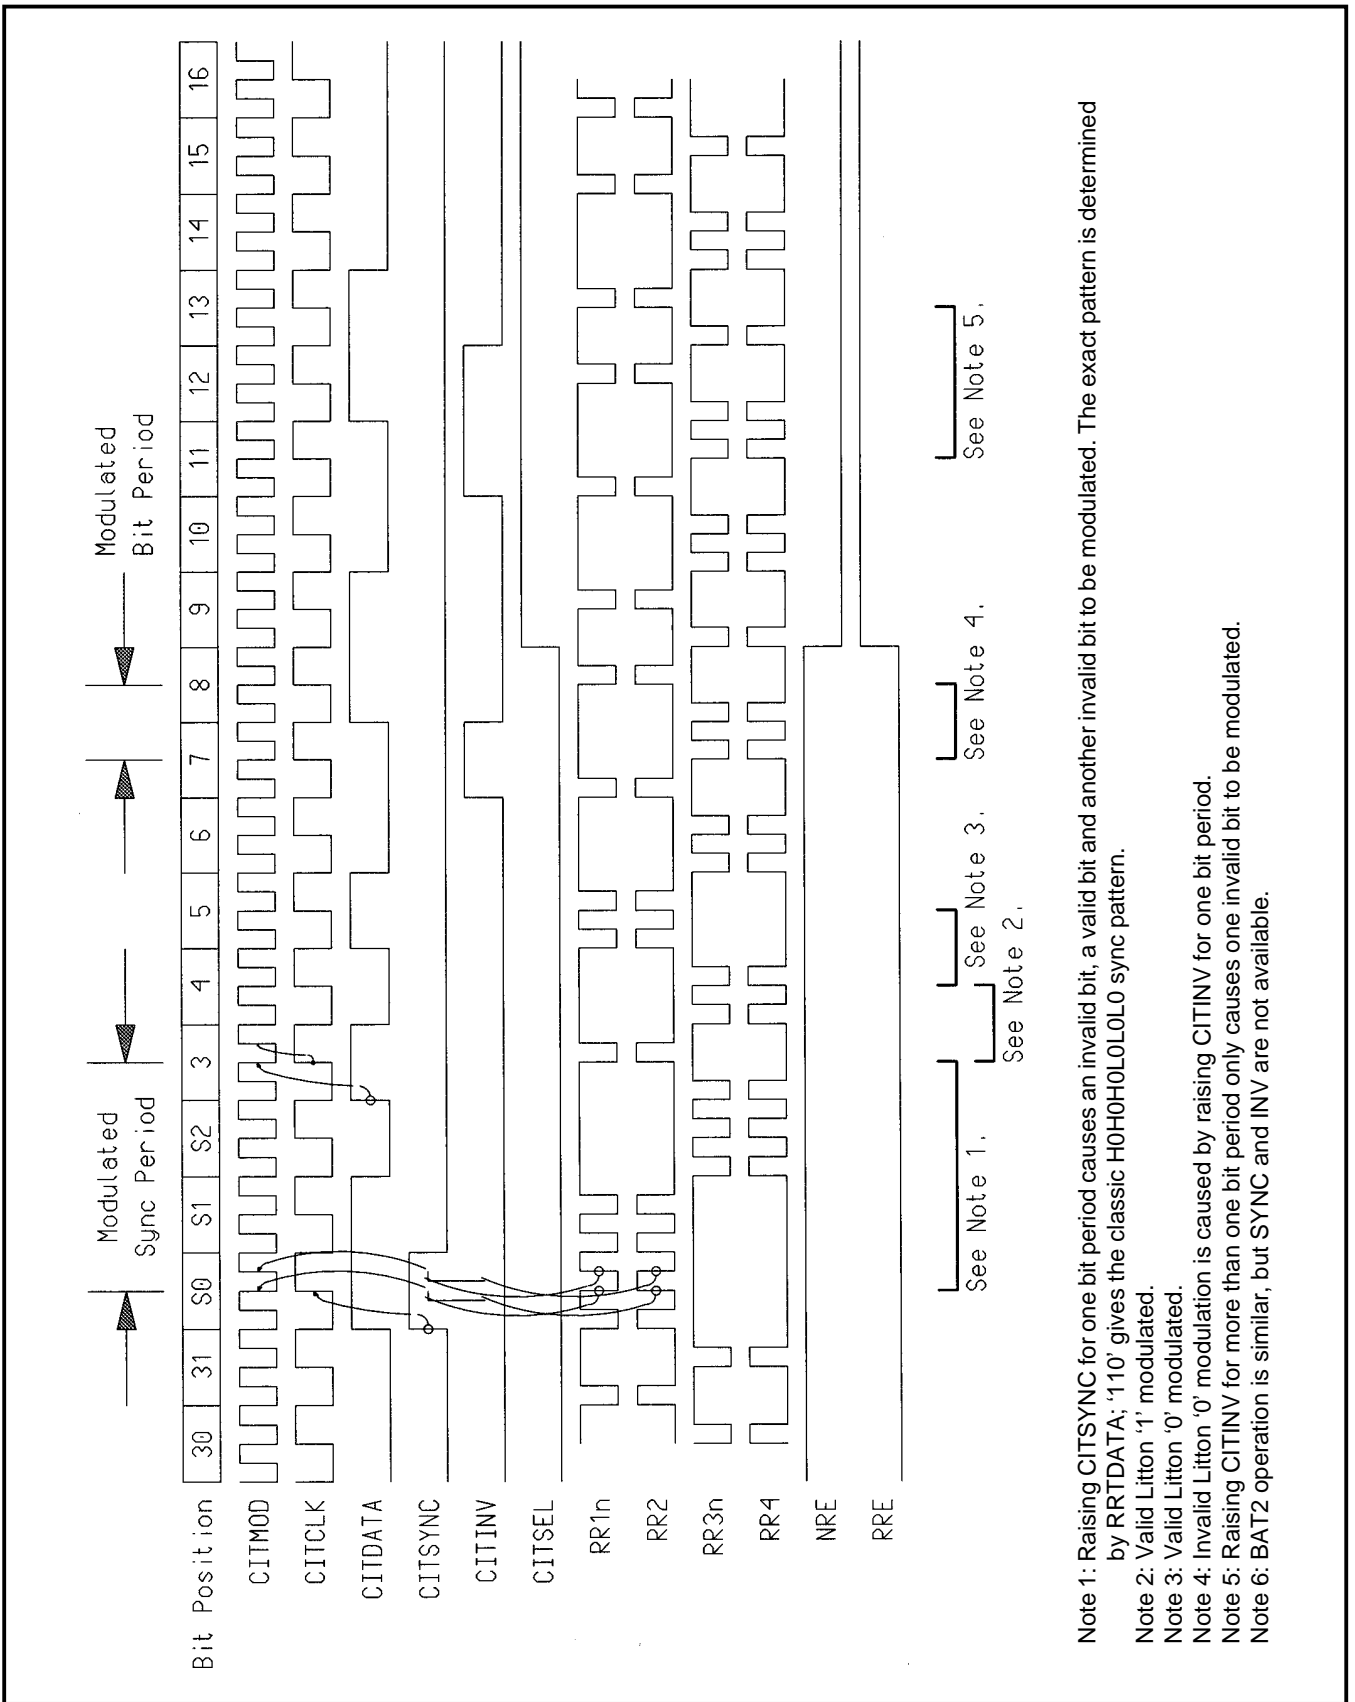 Modulated
Sync Period
Modulated
Bit Period
Bit Position 30 31 S0 S1 S2 3 4 5 6 7 8 9 10 11 12 13 14 15 16
CITMOD
CITCLK
CITDATA
CITSYNC
CITINV
CITSEL
RR1n
RR2
RR3n
RR4
NRE
RRE
See Note 1.
See Note 2.
See Note 3.
See Note 4.
See Note 5.
Note 1: Raising CITSYNC for one bit period causes an invalid bit, a valid bit and another invalid bit to be modulated. The exact pattern is determined
by RRTDATA; ‘110’ gives the classic H0H0H0L0L0L0 sync pattern.
Note 2: Valid Litton ‘1’ modulated.
Note 3: Valid Litton ‘0’ modulated.
Note 4: Invalid Litton ‘0’ modulation is caused by raising CITINV for one bit period.
Note 5: Raising CITINV for more than one bit period only causes one invalid bit to be modulated.
Note 6: BAT2 operation is similar, but SYNC and INV are not available.